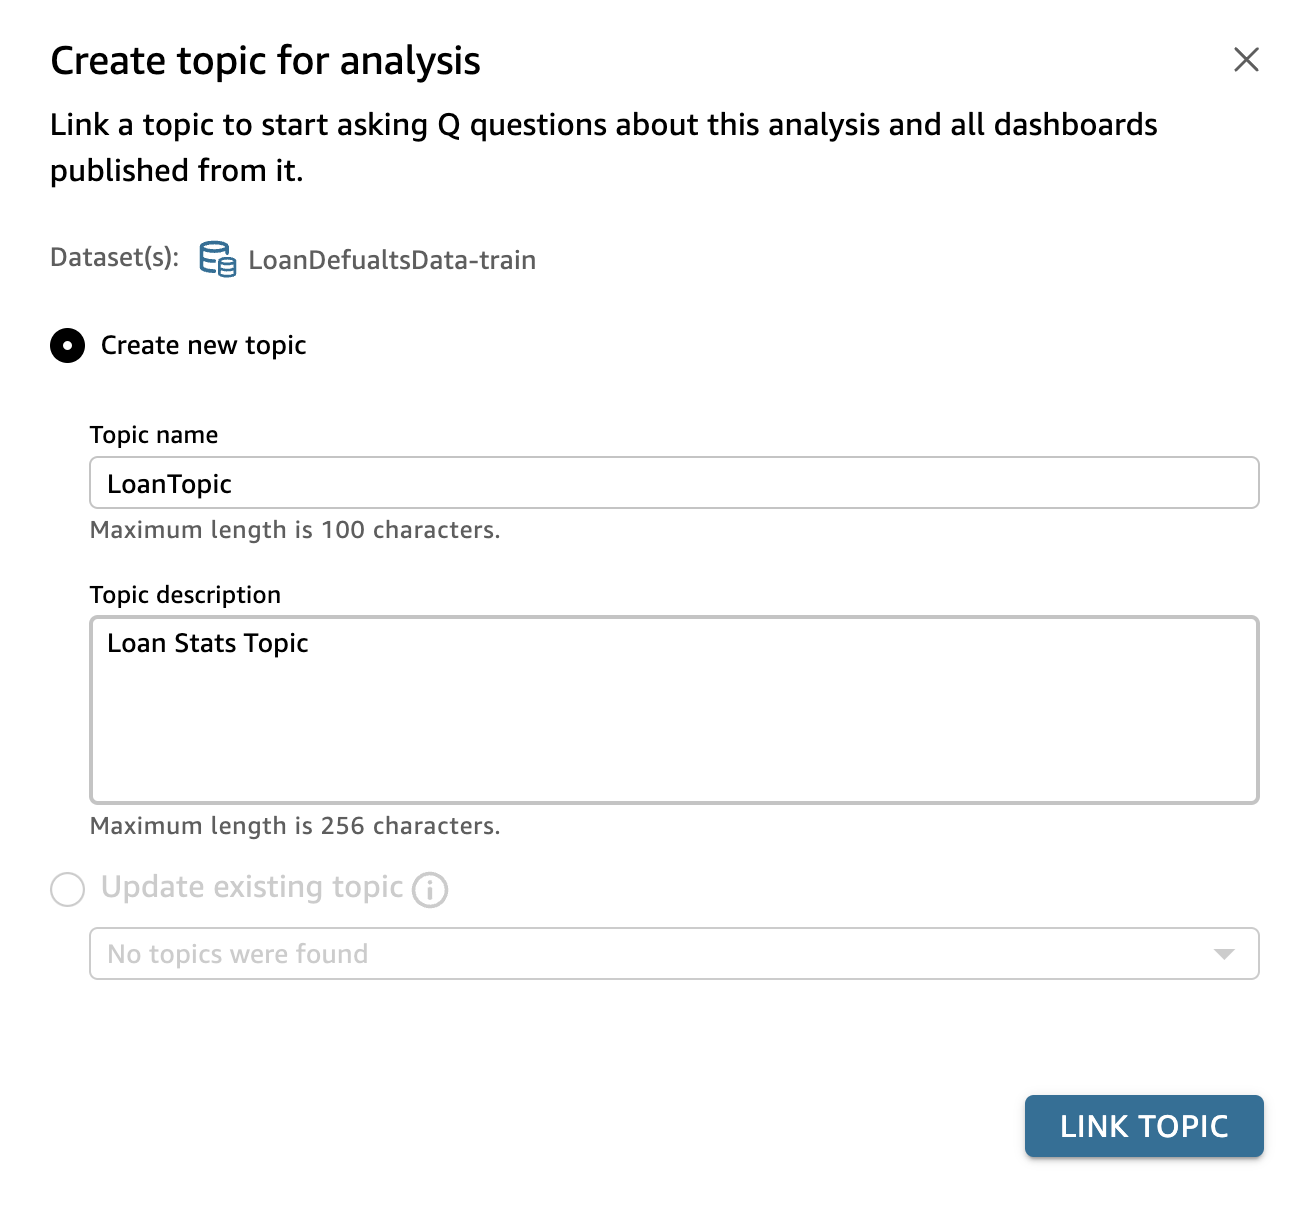 Create topic for analysis
Link a topic to start asking Q questions about this analysis and all dashboards
published from it.
Dataset(s): LoanDefualtsData-train
Create new topic
Topic name
LoanTopic
Maximum length is 100 characters.
Topic description
Loan Stats Topic
Maximum length is 256 characters.
Update existing topic
No topics were found
LINK TOPIC